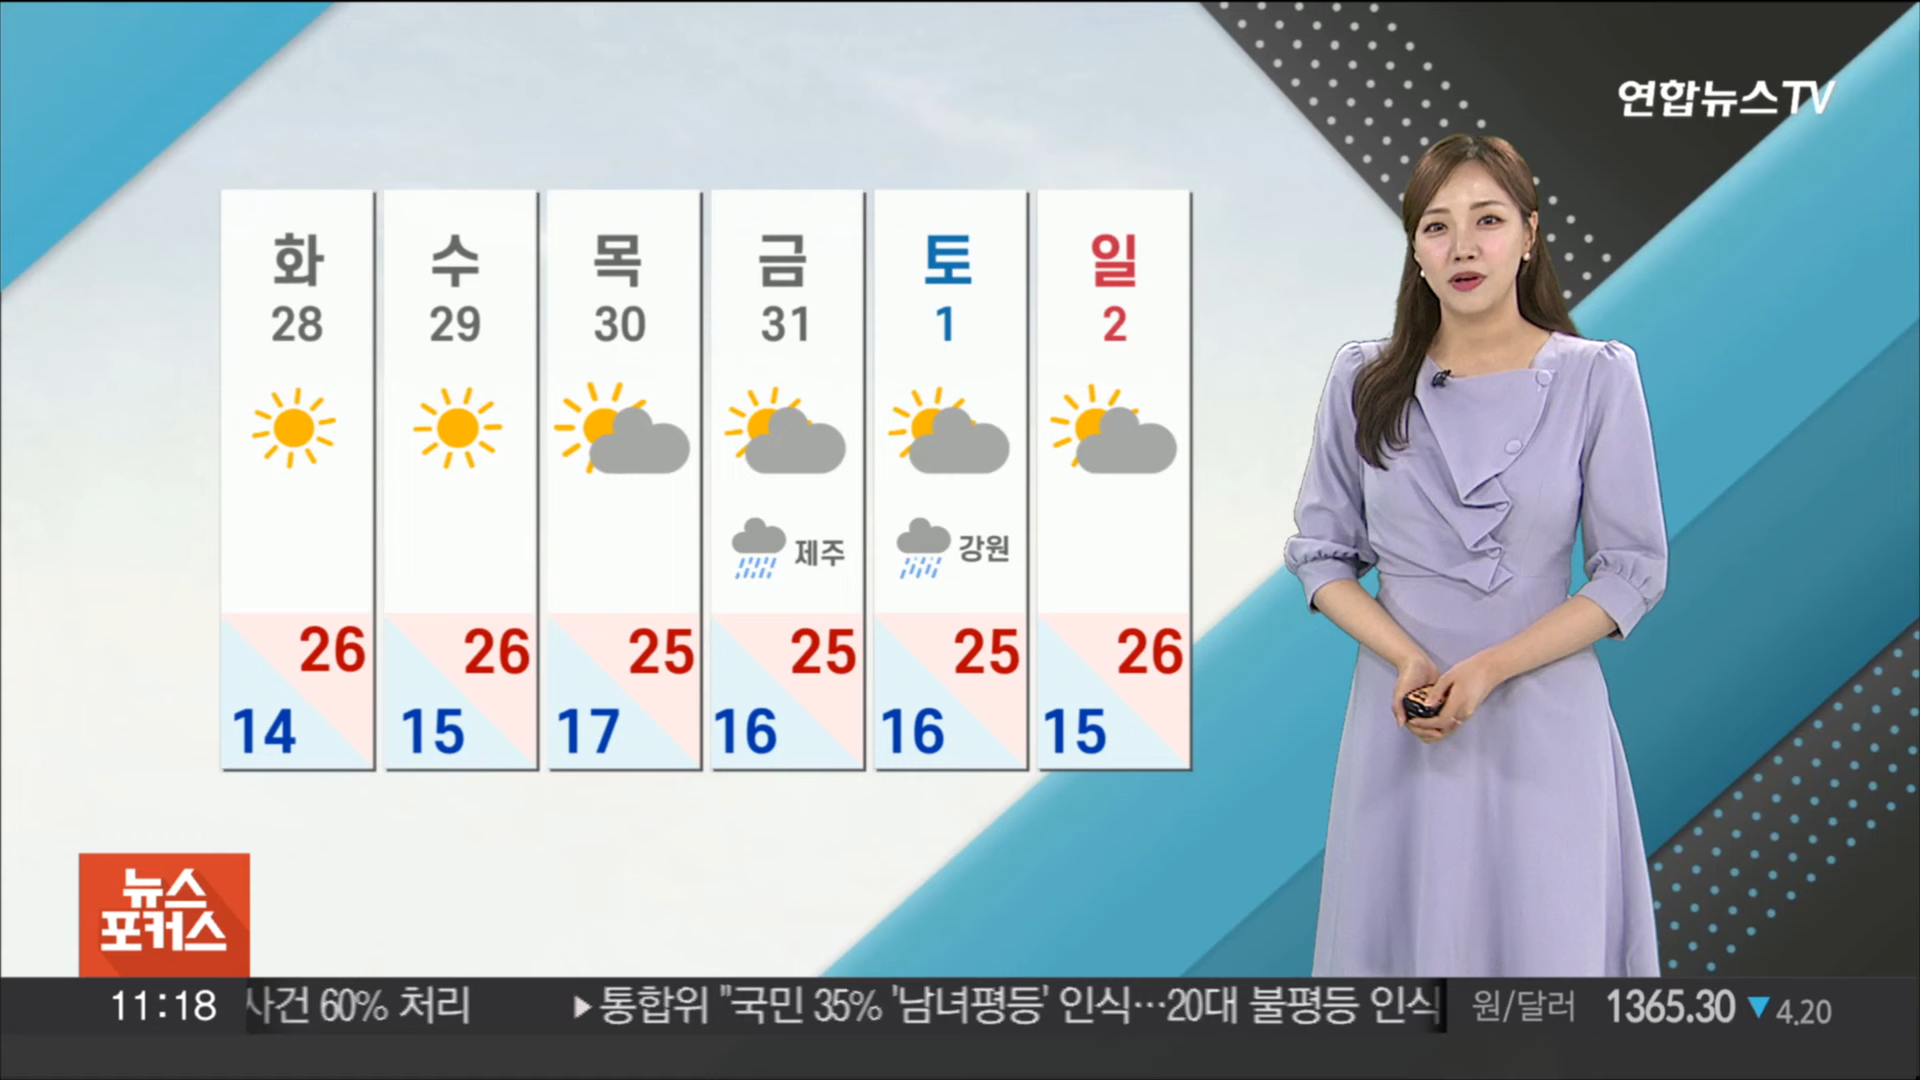 연합뉴스TV
화 수 목 금 토 일
28 29 30 31 1 2
제주 강원
26 26 25 25 25 26
14 15 17 16 16 15
뉴스
포커스
11:18 사건 60% 처리 ▶통합위 "국민 35% '남녀평등' 인식…20대 불평등 인식 원/달러 1365.30 ▼4.20